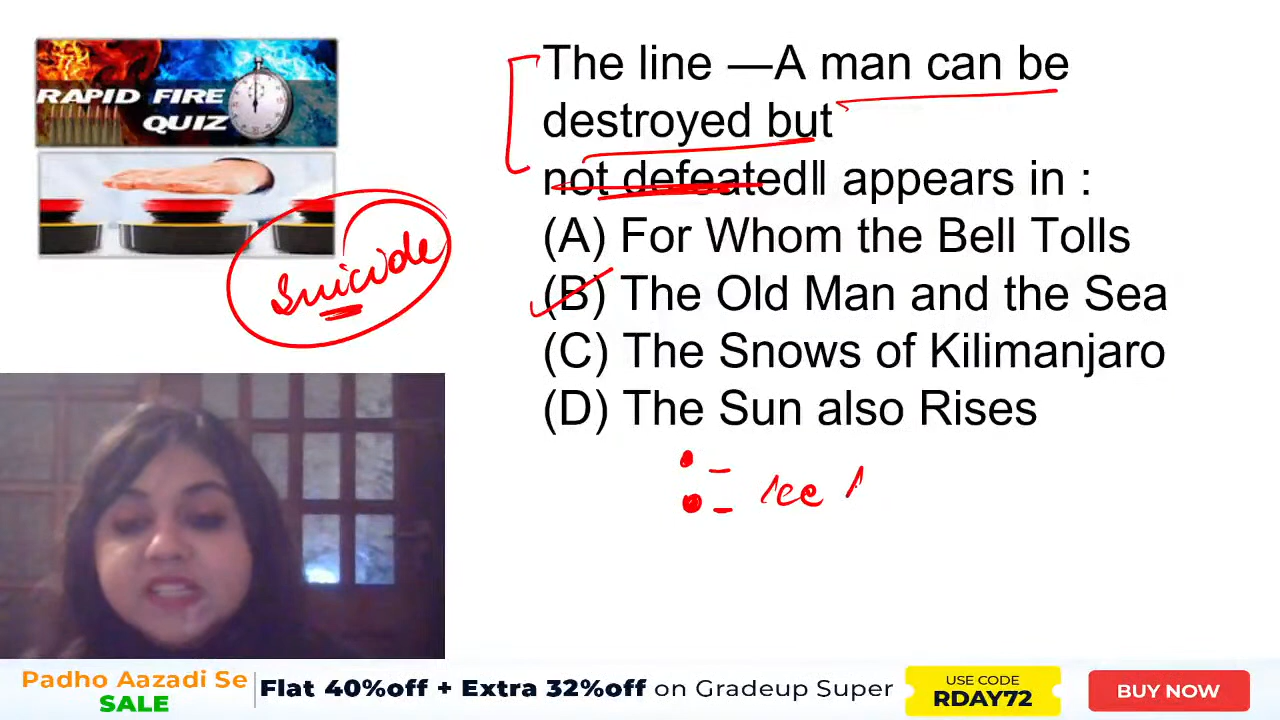 RAPID FIRE
QUIZ
The line —A man can be
destroyed but
not defeated‖ appears in :
(A) For Whom the Bell Tolls
(B) The Old Man and the Sea
(C) The Snows of Kilimanjaro
(D) The Sun also Rises
Suicide
Ice
Padho Aazadi Se
SALE
Flat 40%off + Extra 32%off on Gradeup Super
USE CODE
RDAY72
BUY NOW